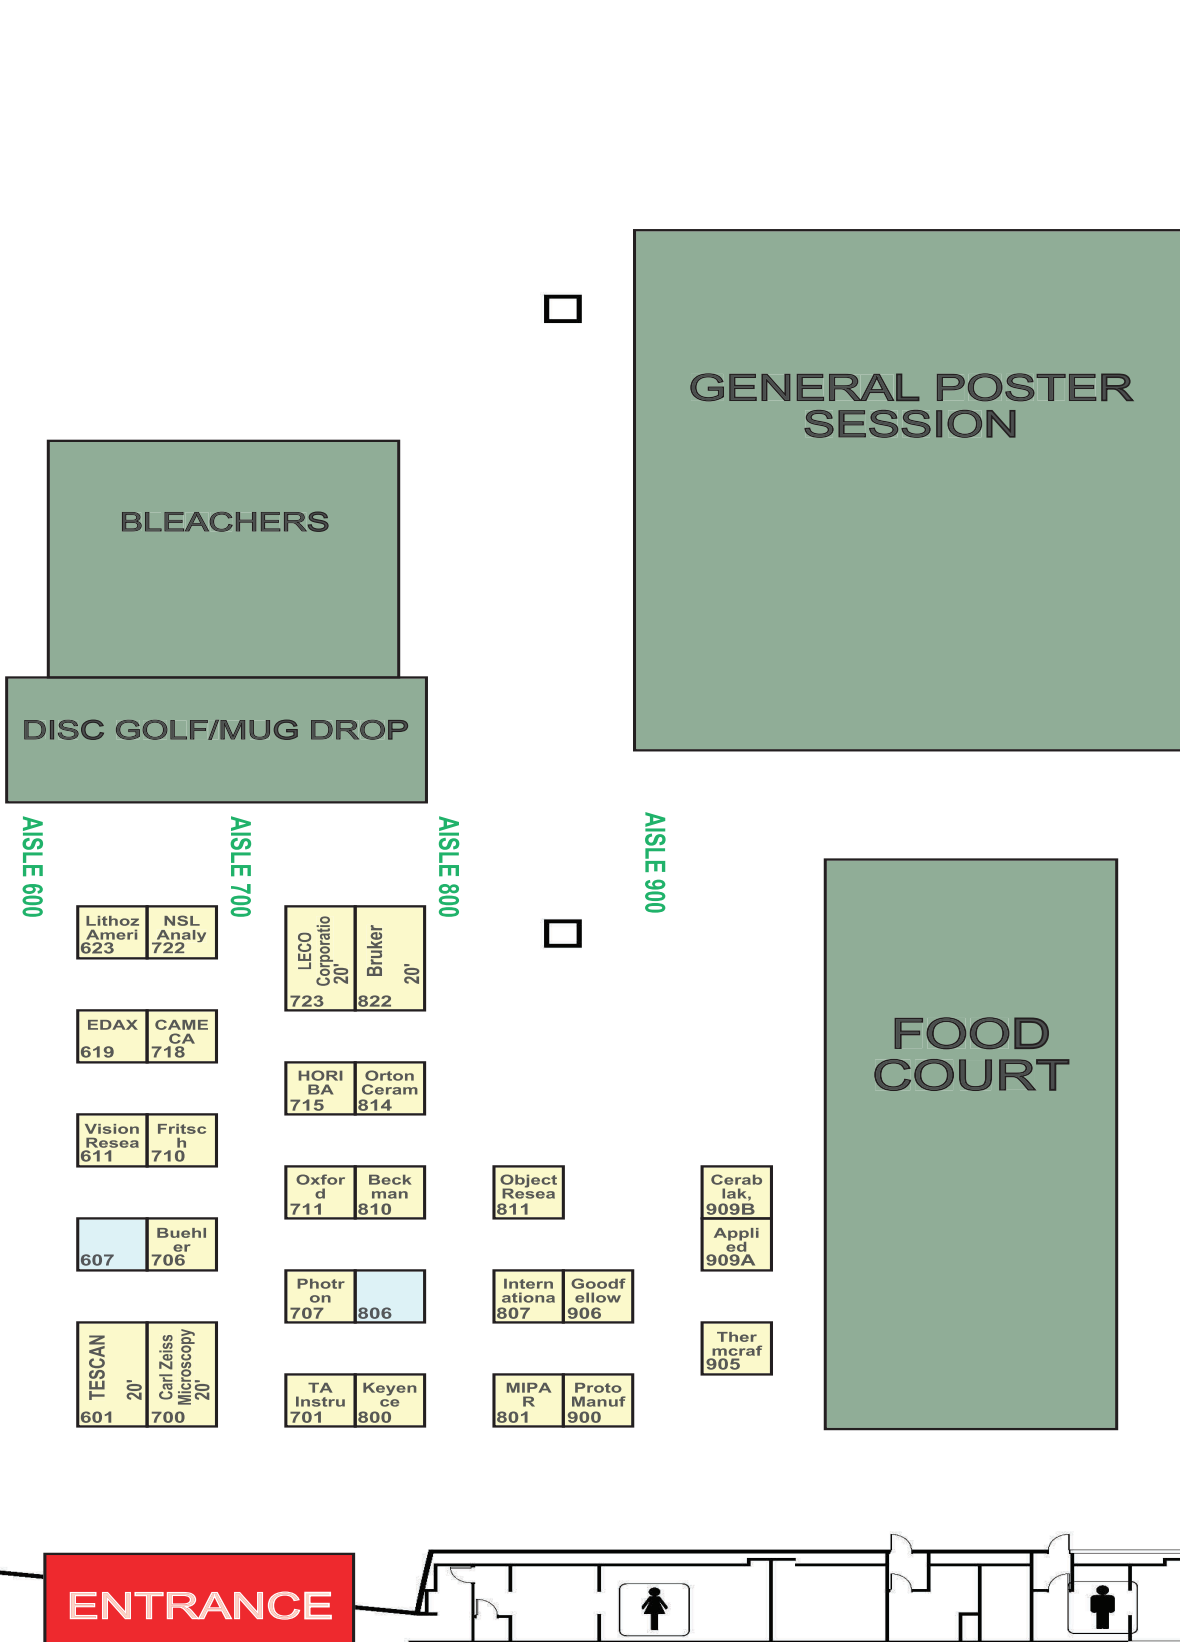 GENERAL POSTER
SESSION
BLEACHERS
DISC GOLF/MUG DROP
AISLE 600
AISLE 700
AISLE 800
AISLE 900
Lithoz
Ameri
623
NSL
Analy
722
LECO
Corporatio
20'
723
Bruker
20'
822
EDAX
619
CAME
CA
718
HORI
BA
715
Orton
Ceram
814
FOOD
COURT
Vision
Resea
611
Fritsc
h
710
Oxfor
d
711
Beck
man
810
Object
Resea
811
Cerab
lak,
909B
607
Buehl
er
706
Appli
ed
909A
Photr
on
707
806
Intern
ationa
807
Goodf
ellow
906
Ther
mcraf
905
TESCAN
20'
601
Carl Zeiss
Microscopy
20'
700
TA
Instru
701
Keyen
ce
800
MIPA
R
801
Proto
Manuf
900
ENTRANCE